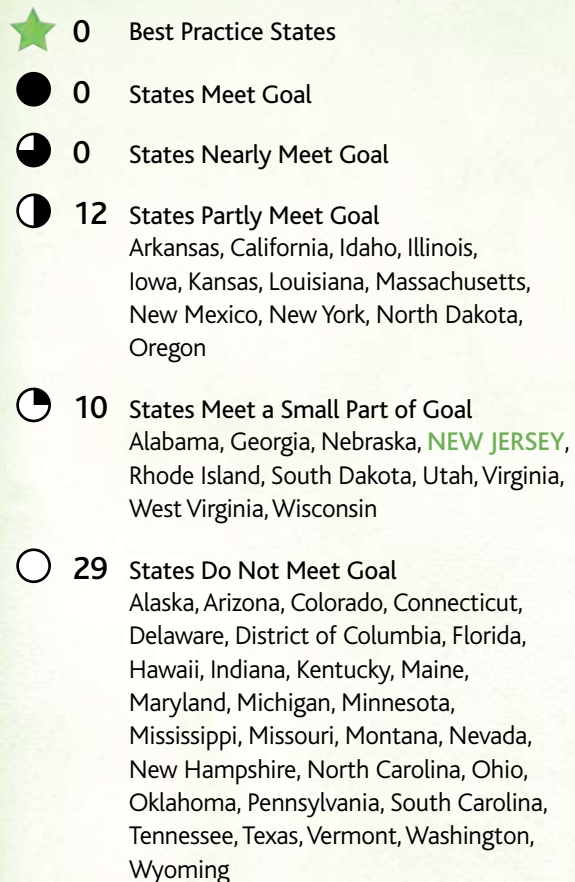 0 Best Practice States
0 States Meet Goal
0 States Nearly Meet Goal
12 States Partly Meet Goal
Arkansas, California, Idaho, Illinois,
Iowa, Kansas, Louisiana, Massachusetts,
New Mexico, New York, North Dakota,
Oregon
10 States Meet a Small Part of Goal
Alabama, Georgia, Nebraska, NEW JERSEY,
Rhode Island, South Dakota, Utah, Virginia,
West Virginia, Wisconsin
29 States Do Not Meet Goal
Alaska, Arizona, Colorado, Connecticut,
Delaware, District of Columbia, Florida,
Hawaii, Indiana, Kentucky, Maine,
Maryland, Michigan, Minnesota,
Mississippi, Missouri, Montana, Nevada,
New Hampshire, North Carolina, Ohio,
Oklahoma, Pennsylvania, South Carolina,
Tennessee, Texas, Vermont, Washington,
Wyoming